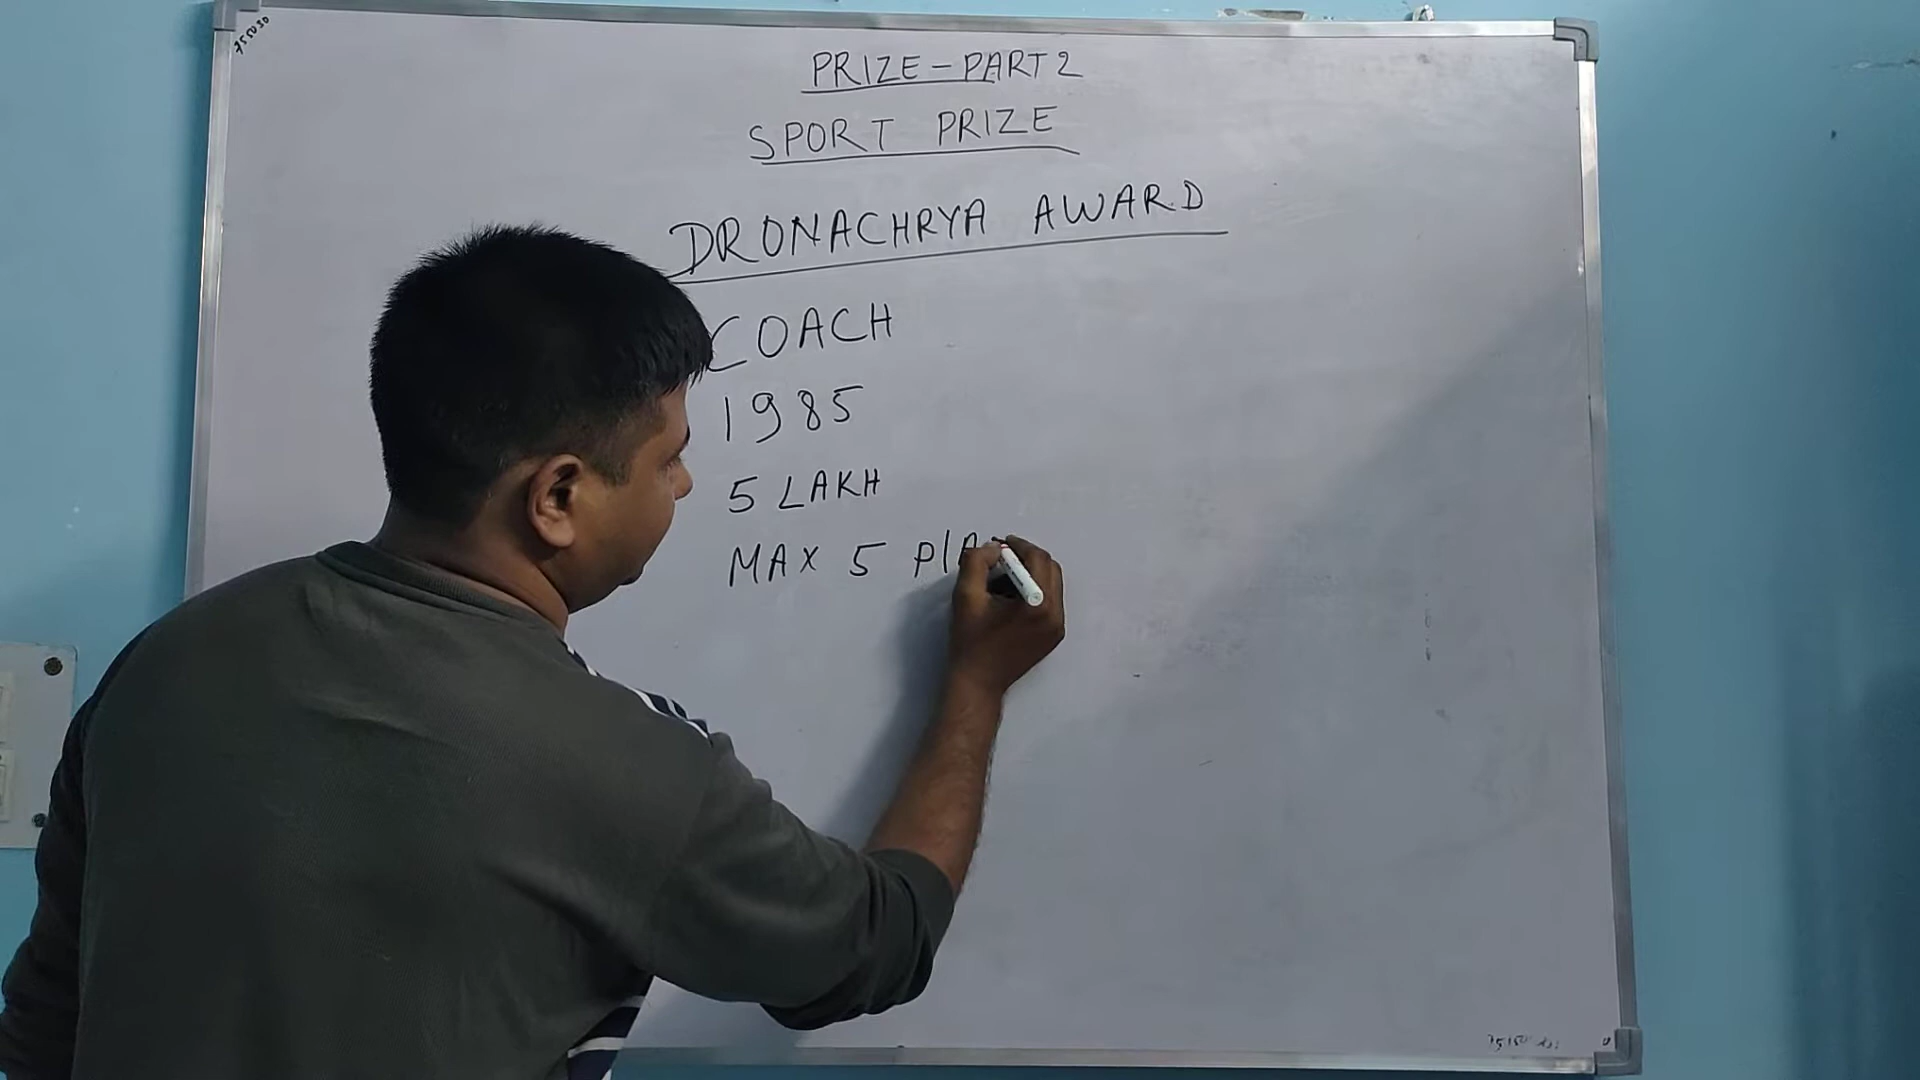 PRIZE - PART 2
SPORT PRIZE
DRONACHRYA AWARD
COACH
1985
5 LAKH
MAX 5